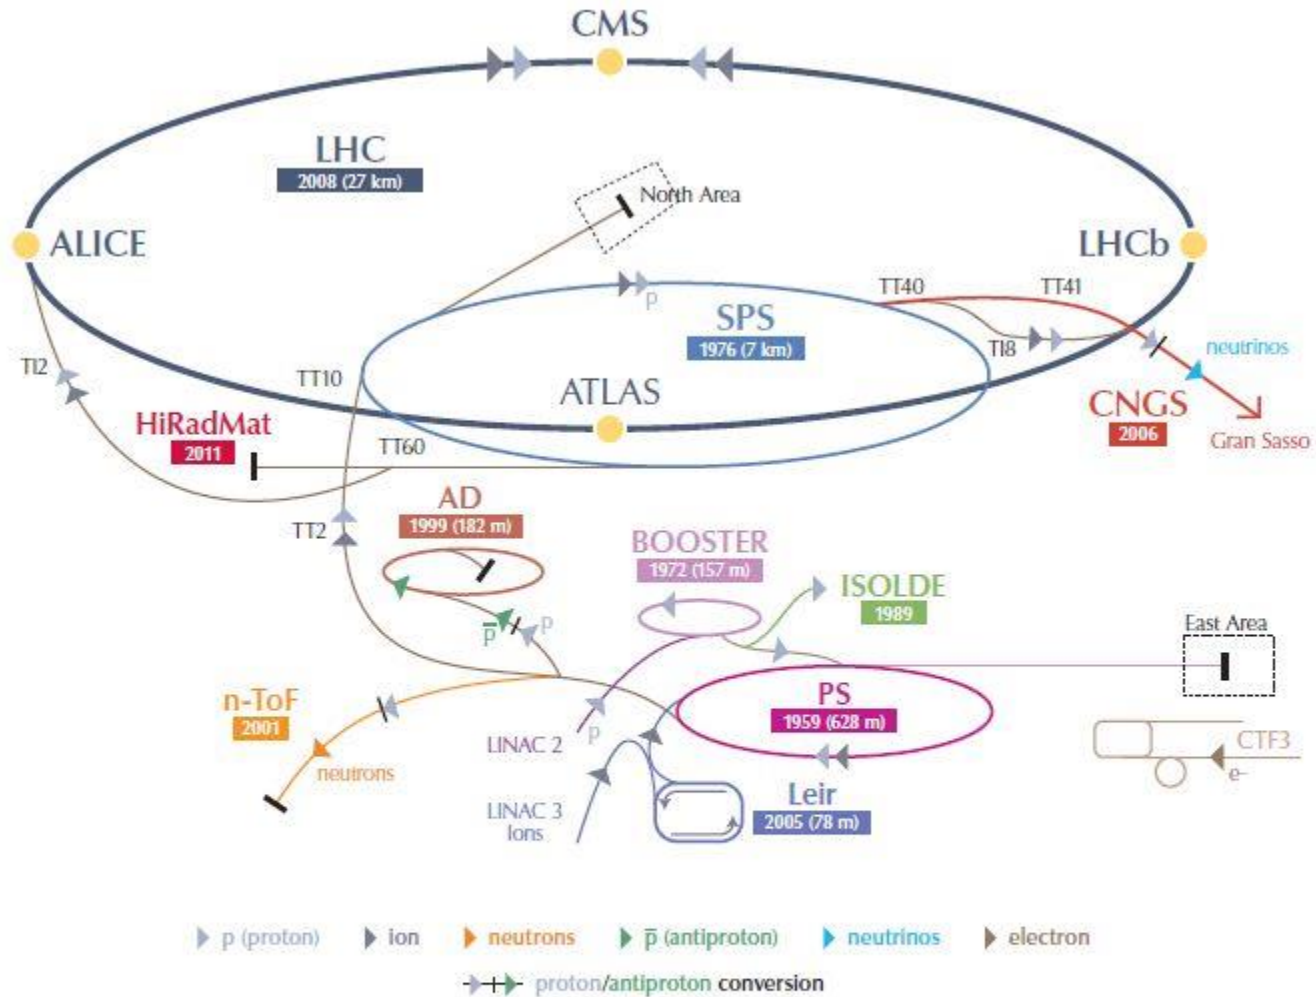 CMS
LHC
2008 (27 km)
North Area
ALICE
LHCb
TT40
TT41
p
SPS
1976 (7 km)
TI8
neutrinos
TI2
TT10
ATLAS
CNGS
2006
Gran Sasso
HiRadMat
2011
TT60
AD
1999 (182 m)
TT2
BOOSTER
1972 (157 m)
ISOLDE
1989
East Area
p̅
p
n-ToF
2001
neutrons
LINAC 2
p
PS
1959 (628 m)
CTF3
e-
LINAC 3
Ions
Leir
2005 (78 m)
p (proton)
ion
neutrons
p̅ (antiproton)
neutrinos
electron
proton/antiproton conversion